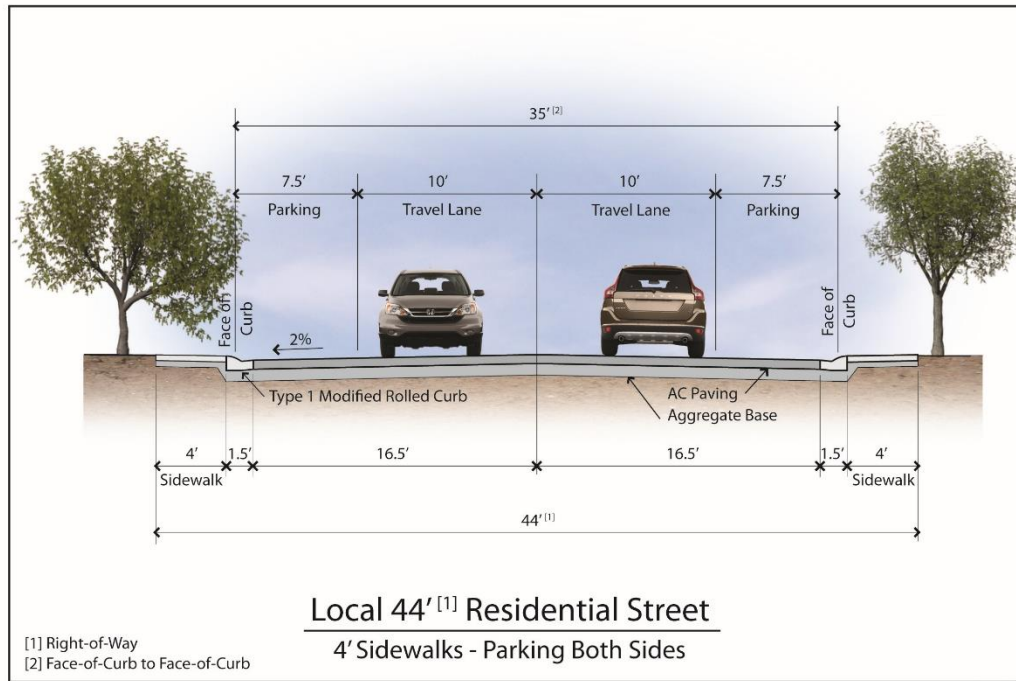 35' [2]
7.5'
10'
10'
7.5'
Parking
Travel Lane
Travel Lane
Parking
Face of
Curb
Face of
Curb
2%
Type 1 Modified Rolled Curb
AC Paving
Aggregate Base
4'
1.5'
16.5'
16.5'
1.5'
4'
Sidewalk
Sidewalk
44' [1]
Local 44' [1] Residential Street
4' Sidewalks - Parking Both Sides
[1] Right-of-Way
[2] Face-of-Curb to Face-of-Curb